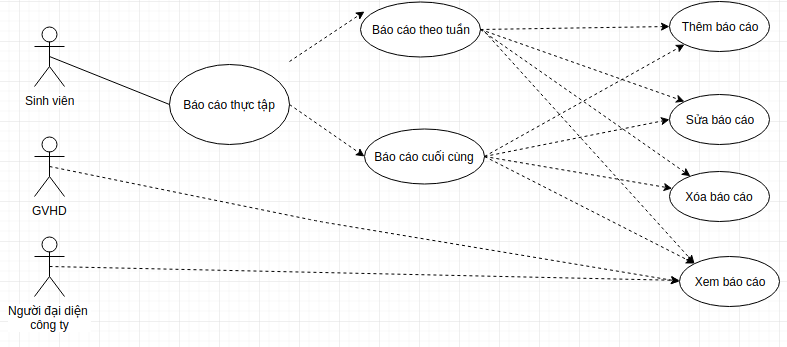 Báo cáo theo tuần
Thêm báo cáo
Sinh viên
Báo cáo thực tập
Sửa báo cáo
Báo cáo cuối cùng
GVHD
Xóa báo cáo
Xem báo cáo
Người đại diện
công ty